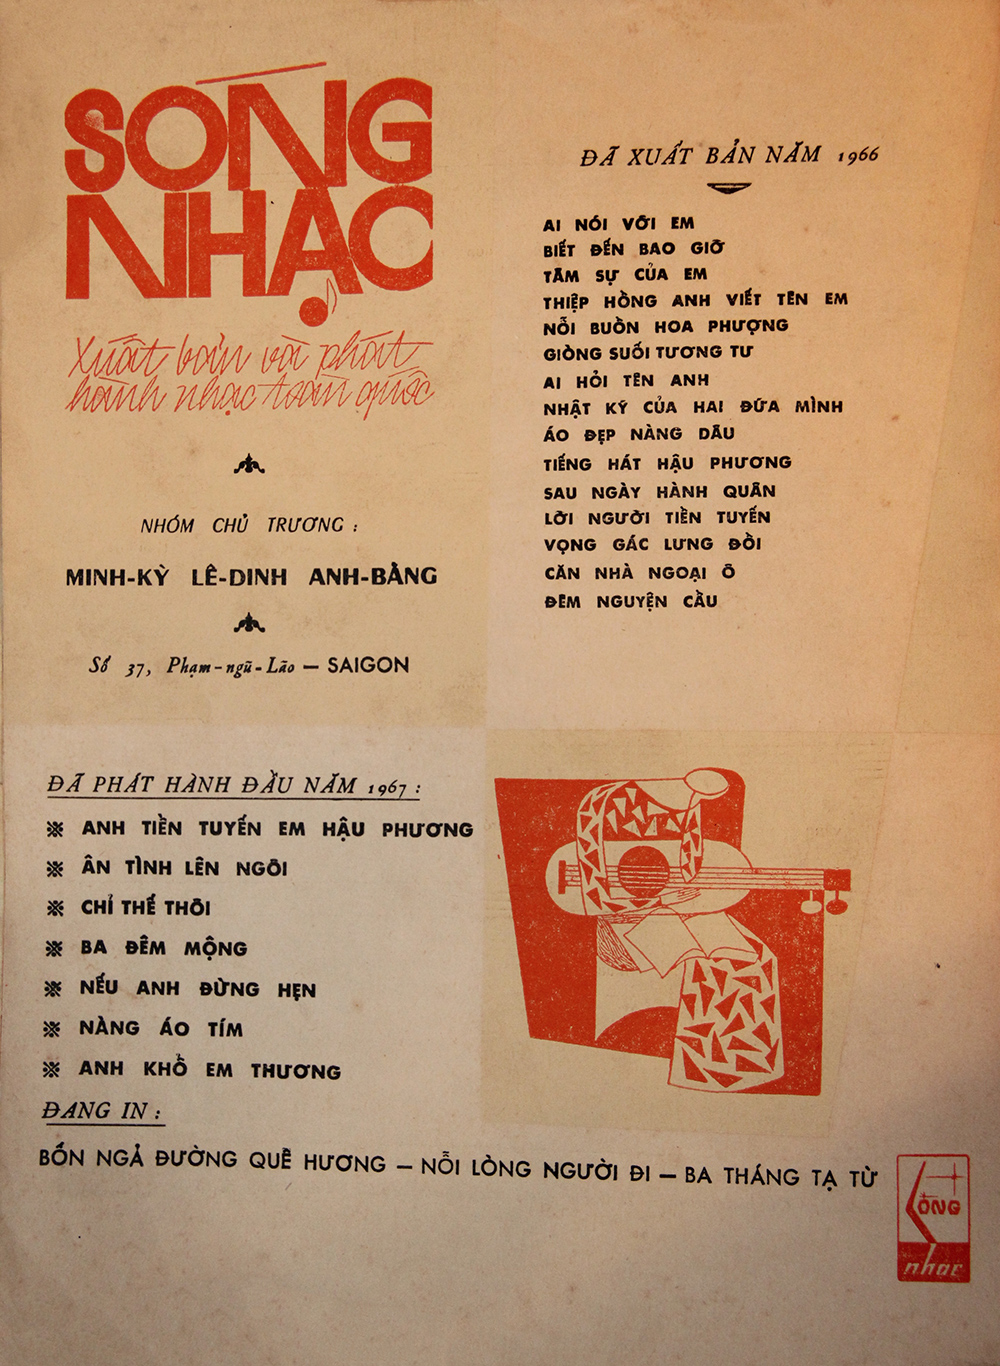 SÓNG
NHẠC
Xuất bản và phát
hành nhạc toàn quốc
NHÓM CHỦ TRƯƠNG :
MINH-KỲ LÊ-DINH ANH-BẰNG
Số 37, Phạm-ngũ-Lão — SAIGON
ĐÃ XUẤT BẢN NĂM 1966
AI NÓI VỚI EM
BIẾT ĐẾN BAO GIỜ
TÂM SỰ CỦA EM
THIỆP HỒNG ANH VIẾT TÊN EM
NỖI BUỒN HOA PHƯỢNG
GIÒNG SUỐI TƯƠNG TƯ
AI HỎI TÊN ANH
NHẬT KÝ CỦA HAI ĐỨA MÌNH
ÁO ĐẸP NÀNG DÂU
TIẾNG HÁT HẬU PHƯƠNG
SAU NGÀY HÀNH QUÂN
LỜI NGƯỜI TIỀN TUYẾN
VỌNG GÁC LƯNG ĐỒI
CĂN NHÀ NGOẠI Ô
ĐÊM NGUYỆN CẦU
ĐÃ PHÁT HÀNH ĐẦU NĂM 1967 :
※ ANH TIỀN TUYẾN EM HẬU PHƯƠNG
※ ÂN TÌNH LÊN NGÔI
※ CHỈ THẾ THÔI
※ BA ĐÊM MỘNG
※ NẾU ANH ĐỪNG HẸN
※ NÀNG ÁO TÍM
※ ANH KHỔ EM THƯƠNG
ĐANG IN :
BỐN NGẢ ĐƯỜNG QUÊ HƯƠNG — NỖI LÒNG NGƯỜI ĐI — BA THÁNG TẠ TỪ
SÓNG
nhạc